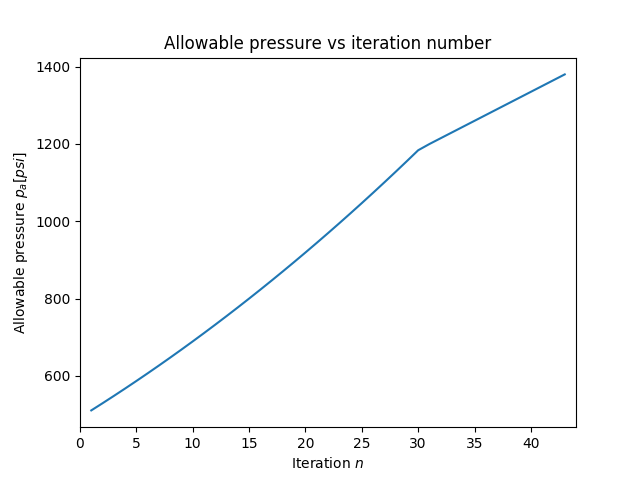 Allowable pressure vs iteration number
1400
1200
1000
800
600
Allowable pressure pₐ[psi]
0 5 10 15 20 25 30 35 40
Iteration n